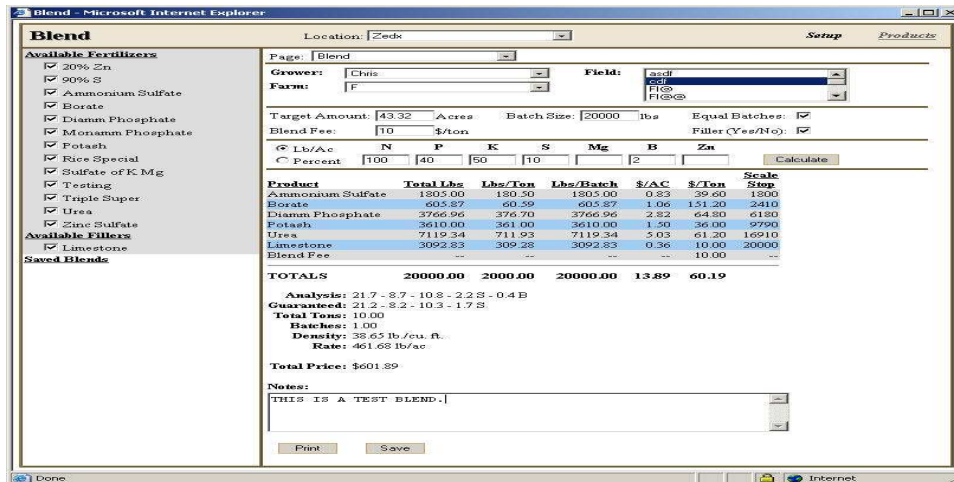 Blend - Microsoft Internet Explorer
Blend Location: Zedx Setup Products
Available Fertilizers
20% Zn
90% S
Ammonium Sulfate
Borate
Diamm Phosphate
Monamm Phosphate
Potash
Rice Special
Sulfate of K Mg
Testing
Triple Super
Urea
Zinc Sulfate
Available Fillers
Limestone
Saved Blends
Page: Blend
Grower: Chris Field: asdf
cdf
Farm: F FI@
FI@@
Target Amount: 43.32 Acres Batch Size: 20000 lbs Equal Batches:
Blend Fee: 10 $/ton Filler (Yes/No):
Lb/Ac N P K S Mg B Zn
Percent 100 40 50 10 2 Calculate
Product Total Lbs Lbs/Ton Lbs/Batch $/AC $/Ton Scale Stop
Ammonium Sulfate 1805.00 180.50 1805.00 0.83 39.60 1800
Borate 605.87 60.59 605.87 1.06 151.20 2410
Diamm Phosphate 3766.96 376.70 3766.96 2.82 64.80 6180
Potash 3610.00 361.00 3610.00 1.50 36.00 9790
Urea 7119.34 711.93 7119.34 5.03 61.20 16910
Limestone 3092.83 309.28 3092.83 0.36 10.00 20000
Blend Fee -- -- -- -- 10.00 --
TOTALS 20000.00 2000.00 20000.00 13.89 60.19
Analysis: 21.7 - 8.7 - 10.8 - 2.2 S - 0.4 B
Guaranteed: 21.2 - 8.2 - 10.3 - 1.7 S
Total Tons: 10.00
Batches: 1.00
Density: 38.65 lb./cu. ft.
Rate: 461.68 lb/ac
Total Price: $601.89
Notes:
THIS IS A TEST BLEND.
Print Save
Done Internet